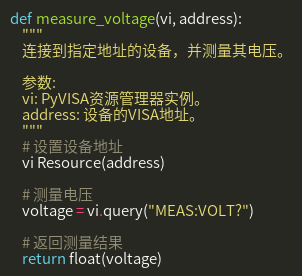 def measure_voltage(vi, address):
"""
连接到指定地址的设备，并测量其电压。
参数:
vi: PyVISA资源管理器实例。
address: 设备的VISA地址。
"""
# 设置设备地址
vi Resource(address)
# 测量电压
voltage = vi.query("MEAS:VOLT?")
# 返回测量结果
return float(voltage)